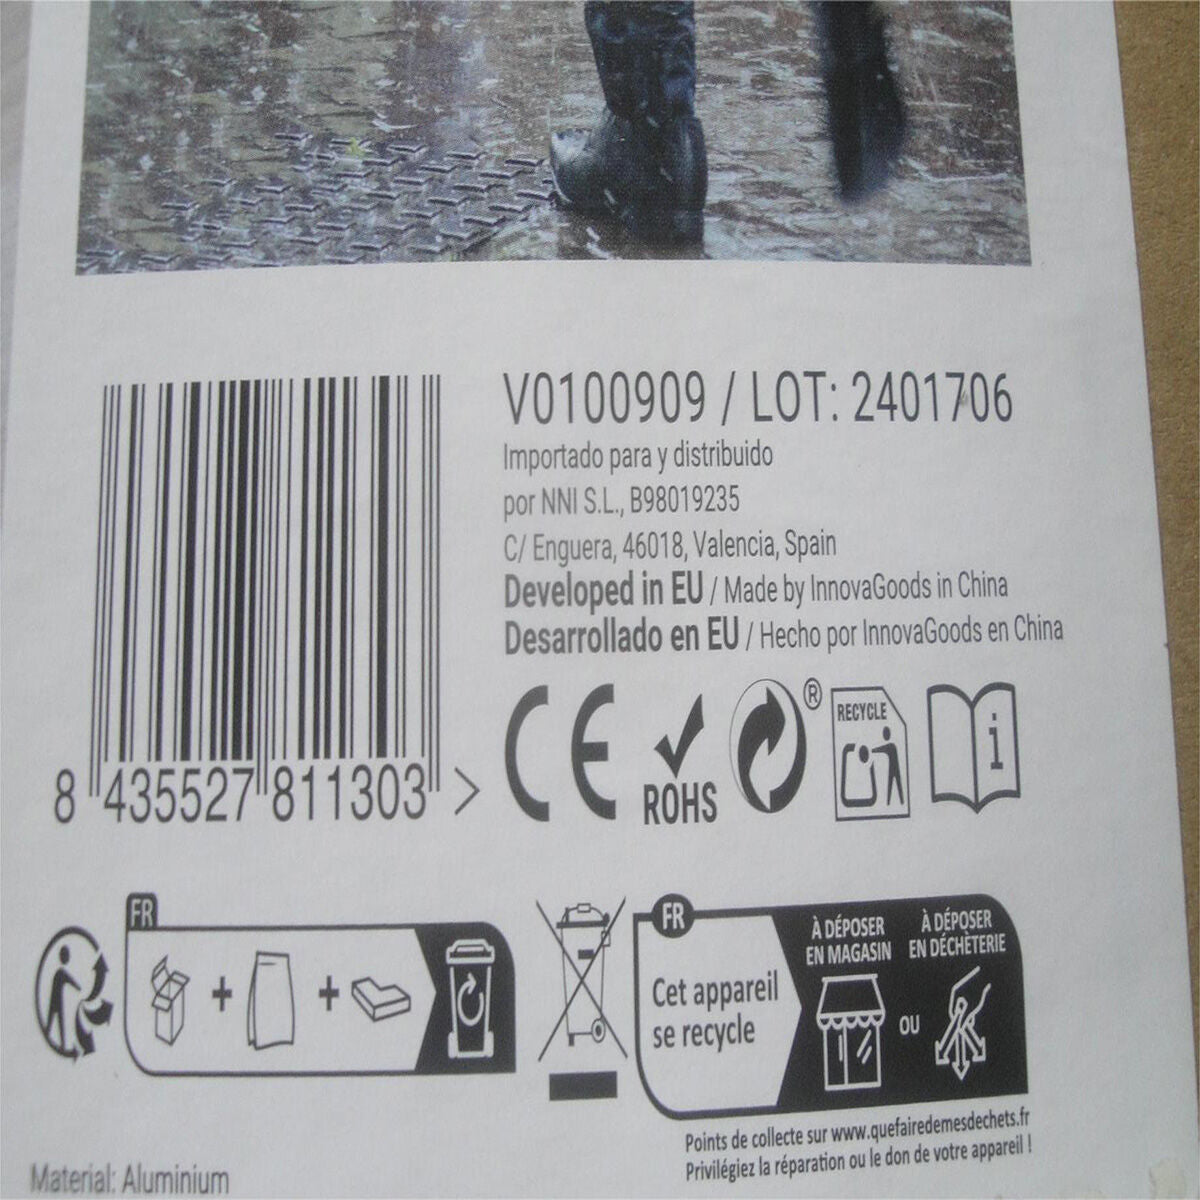 V0100909 / LOT: 2401706
Importado para y distribuido
por NNI S.L., B98019235
C/ Enguera, 46018, Valencia, Spain
Developed in EU / Made by InnovaGoods in China
Desarrollado en EU / Hecho por InnovaGoods en China
8 435527 811303 >
CE
ROHS
®
RECYCLE
i
FR
FR
Cet appareil
se recycle
À DÉPOSER
EN MAGASIN
OU
À DÉPOSER
EN DÉCHÈTERIE
Points de collecte sur www.quefairedemesdechets.fr
Privilégiez la réparation ou le don de votre appareil !
Material: Aluminium